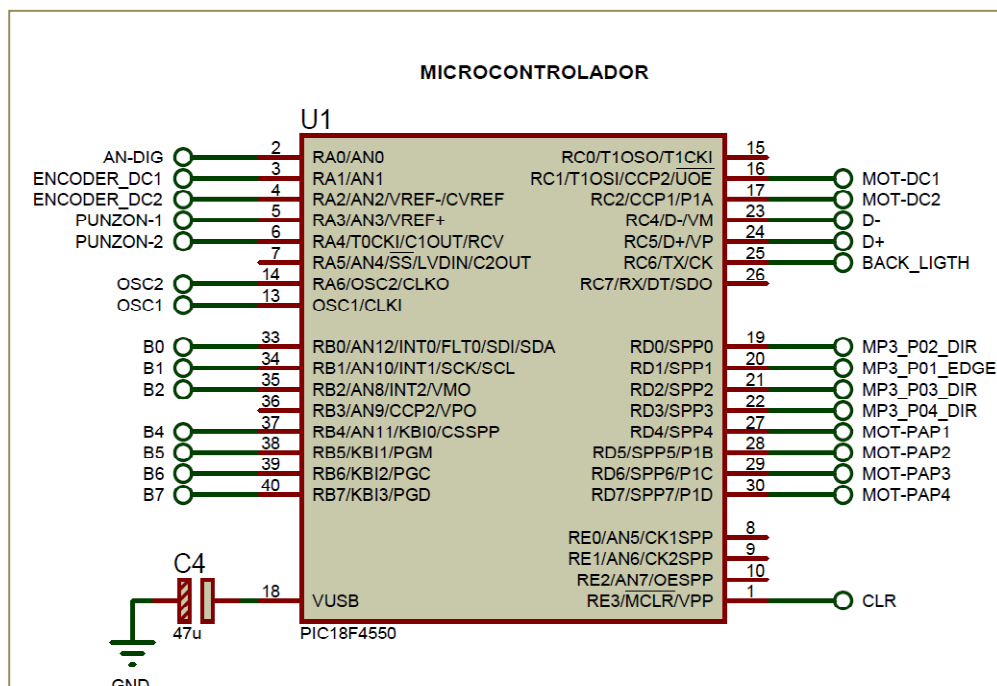 MICROCONTROLADOR
U1
AN-DIG 2 RA0/AN0 RC0/T1OSO/T1CKI 15
ENCODER_DC1 3 RA1/AN1 RC1/T1OSI/CCP2/UOE 16 MOT-DC1
ENCODER_DC2 4 RA2/AN2/VREF-/CVREF RC2/CCP1/P1A 17 MOT-DC2
PUNZON-1 5 RA3/AN3/VREF+ RC4/D-/VM 23 D-
PUNZON-2 6 RA4/T0CKI/C1OUT/RCV RC5/D+/VP 24 D+
7 RA5/AN4/SS/LVDIN/C2OUT RC6/TX/CK 25 BACK_LIGTH
OSC2 14 RA6/OSC2/CLKO RC7/RX/DT/SDO 26
OSC1 13 OSC1/CLKI
B0 33 RB0/AN12/INT0/FLT0/SDI/SDA RD0/SPP0 19 MP3_P02_DIR
B1 34 RB1/AN10/INT1/SCK/SCL RD1/SPP1 20 MP3_P01_EDGE
B2 35 RB2/AN8/INT2/VMO RD2/SPP2 21 MP3_P03_DIR
36 RB3/AN9/CCP2/VPO RD3/SPP3 22 MP3_P04_DIR
B4 37 RB4/AN11/KBI0/CSSPP RD4/SPP4 27 MOT-PAP1
B5 38 RB5/KBI1/PGM RD5/SPP5/P1B 28 MOT-PAP2
B6 39 RB6/KBI2/PGC RD6/SPP6/P1C 29 MOT-PAP3
B7 40 RB7/KBI3/PGD RD7/SPP7/P1D 30 MOT-PAP4
RE0/AN5/CK1SPP 8
RE1/AN6/CK2SPP 9
C4 RE2/AN7/OESPP 10
18 VUSB RE3/MCLR/VPP 1 CLR
47u PIC18F4550
GND